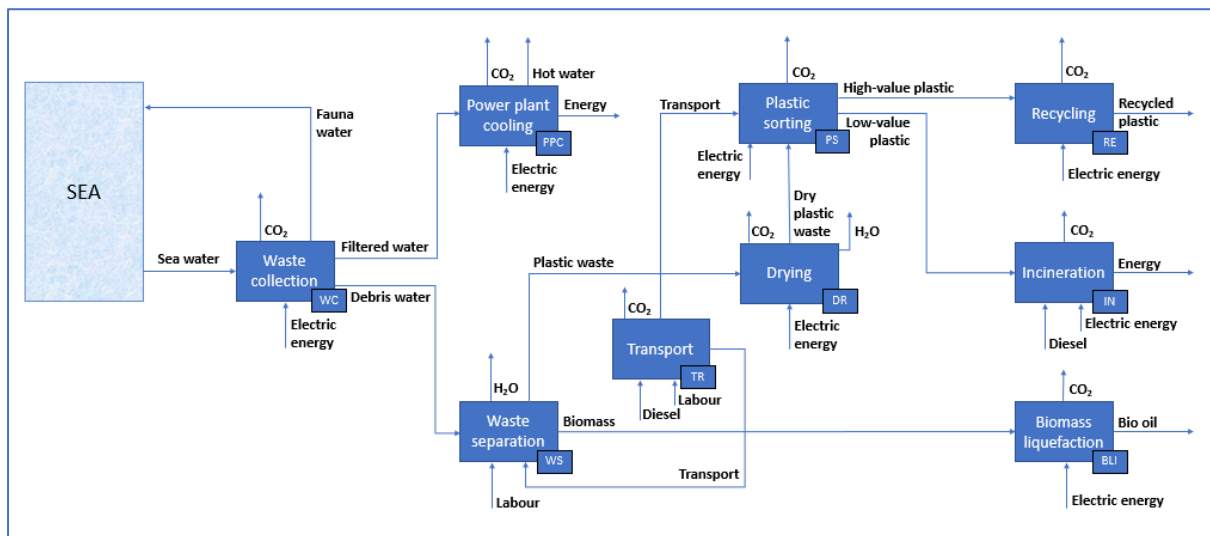 SEA
Sea water
Fauna
water
CO₂
Waste
collection
WC
Electric
energy
Filtered water
Debris water
CO₂
Hot water
Power plant
cooling
PPC
Energy
Electric
energy
H₂O
Waste
separation
WS
Labour
Plastic waste
Biomass
Transport
CO₂
Transport
TR
Diesel
Labour
Transport
CO₂
Plastic
sorting
PS
Electric
energy
High-value plastic
Low-value
plastic
Dry
plastic
waste
CO₂
H₂O
Drying
DR
Electric
energy
CO₂
Recycling
RE
Recycled
plastic
Electric energy
CO₂
Incineration
IN
Energy
Electric energy
Diesel
CO₂
Biomass
liquefaction
BLI
Bio oil
Electric energy